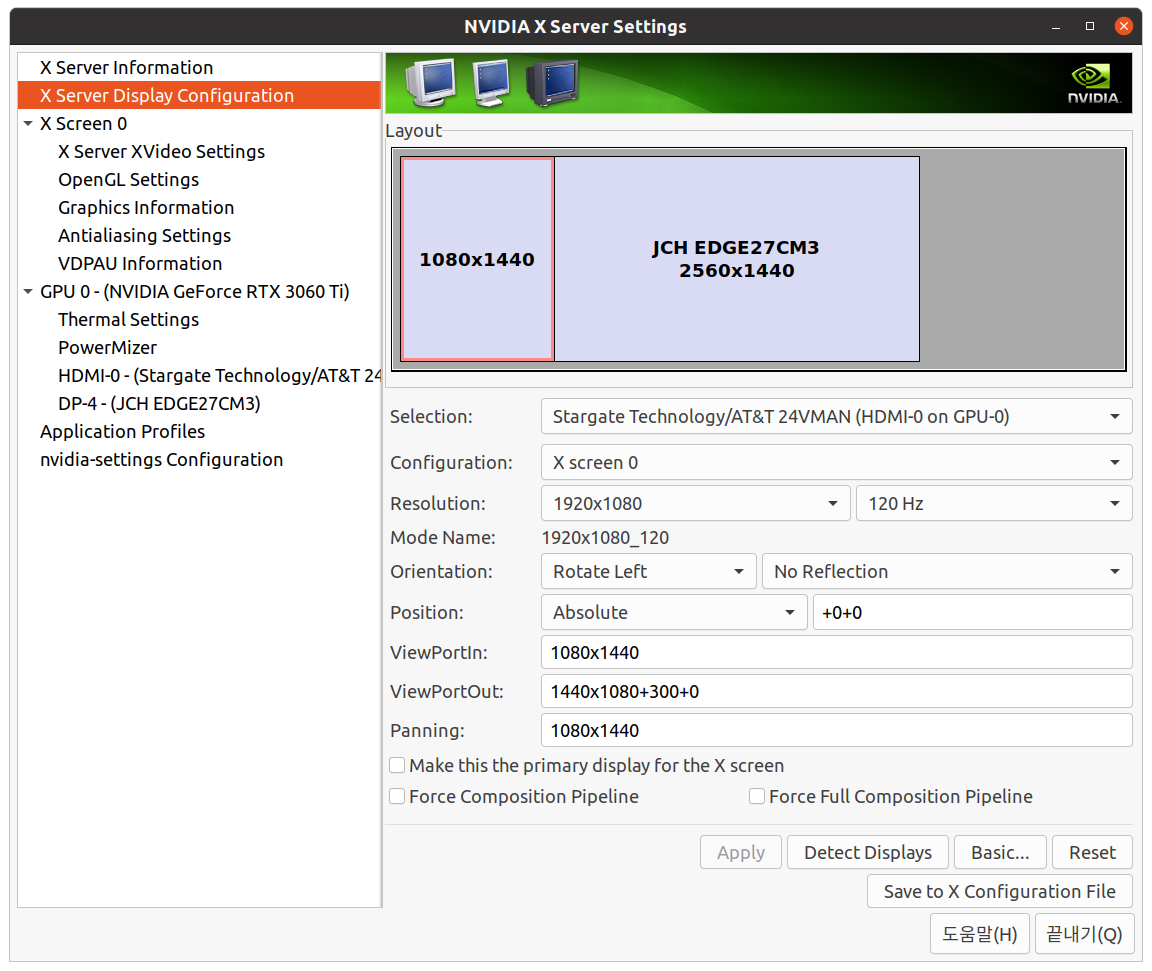 NVIDIA X Server Settings
X Server Information
X Server Display Configuration
X Screen 0
X Server XVideo Settings
OpenGL Settings
Graphics Information
Antialiasing Settings
VDPAU Information
GPU 0 - (NVIDIA GeForce RTX 3060 Ti)
Thermal Settings
PowerMizer
HDMI-0 - (Stargate Technology/AT&T 24
DP-4 - (JCH EDGE27CM3)
Application Profiles
nvidia-settings Configuration
NVIDIA.
Layout
1080x1440
JCH EDGE27CM3
2560x1440
Selection: Stargate Technology/AT&T 24VMAN (HDMI-0 on GPU-0)
Configuration: X screen 0
Resolution: 1920x1080 120 Hz
Mode Name: 1920x1080_120
Orientation: Rotate Left No Reflection
Position: Absolute +0+0
ViewPortIn: 1080x1440
ViewPortOut: 1440x1080+300+0
Panning: 1080x1440
Make this the primary display for the X screen
Force Composition Pipeline Force Full Composition Pipeline
Apply Detect Displays Basic... Reset
Save to X Configuration File
도움말(H) 끝내기(Q)